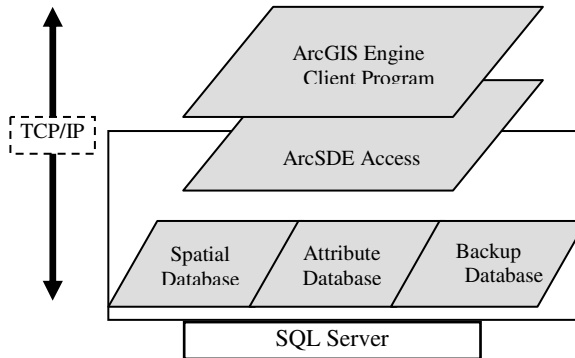 ArcGIS Engine
Client Program
TCP/IP
ArcSDE Access
Spatial
Database
Attribute
Database
Backup
Database
SQL Server